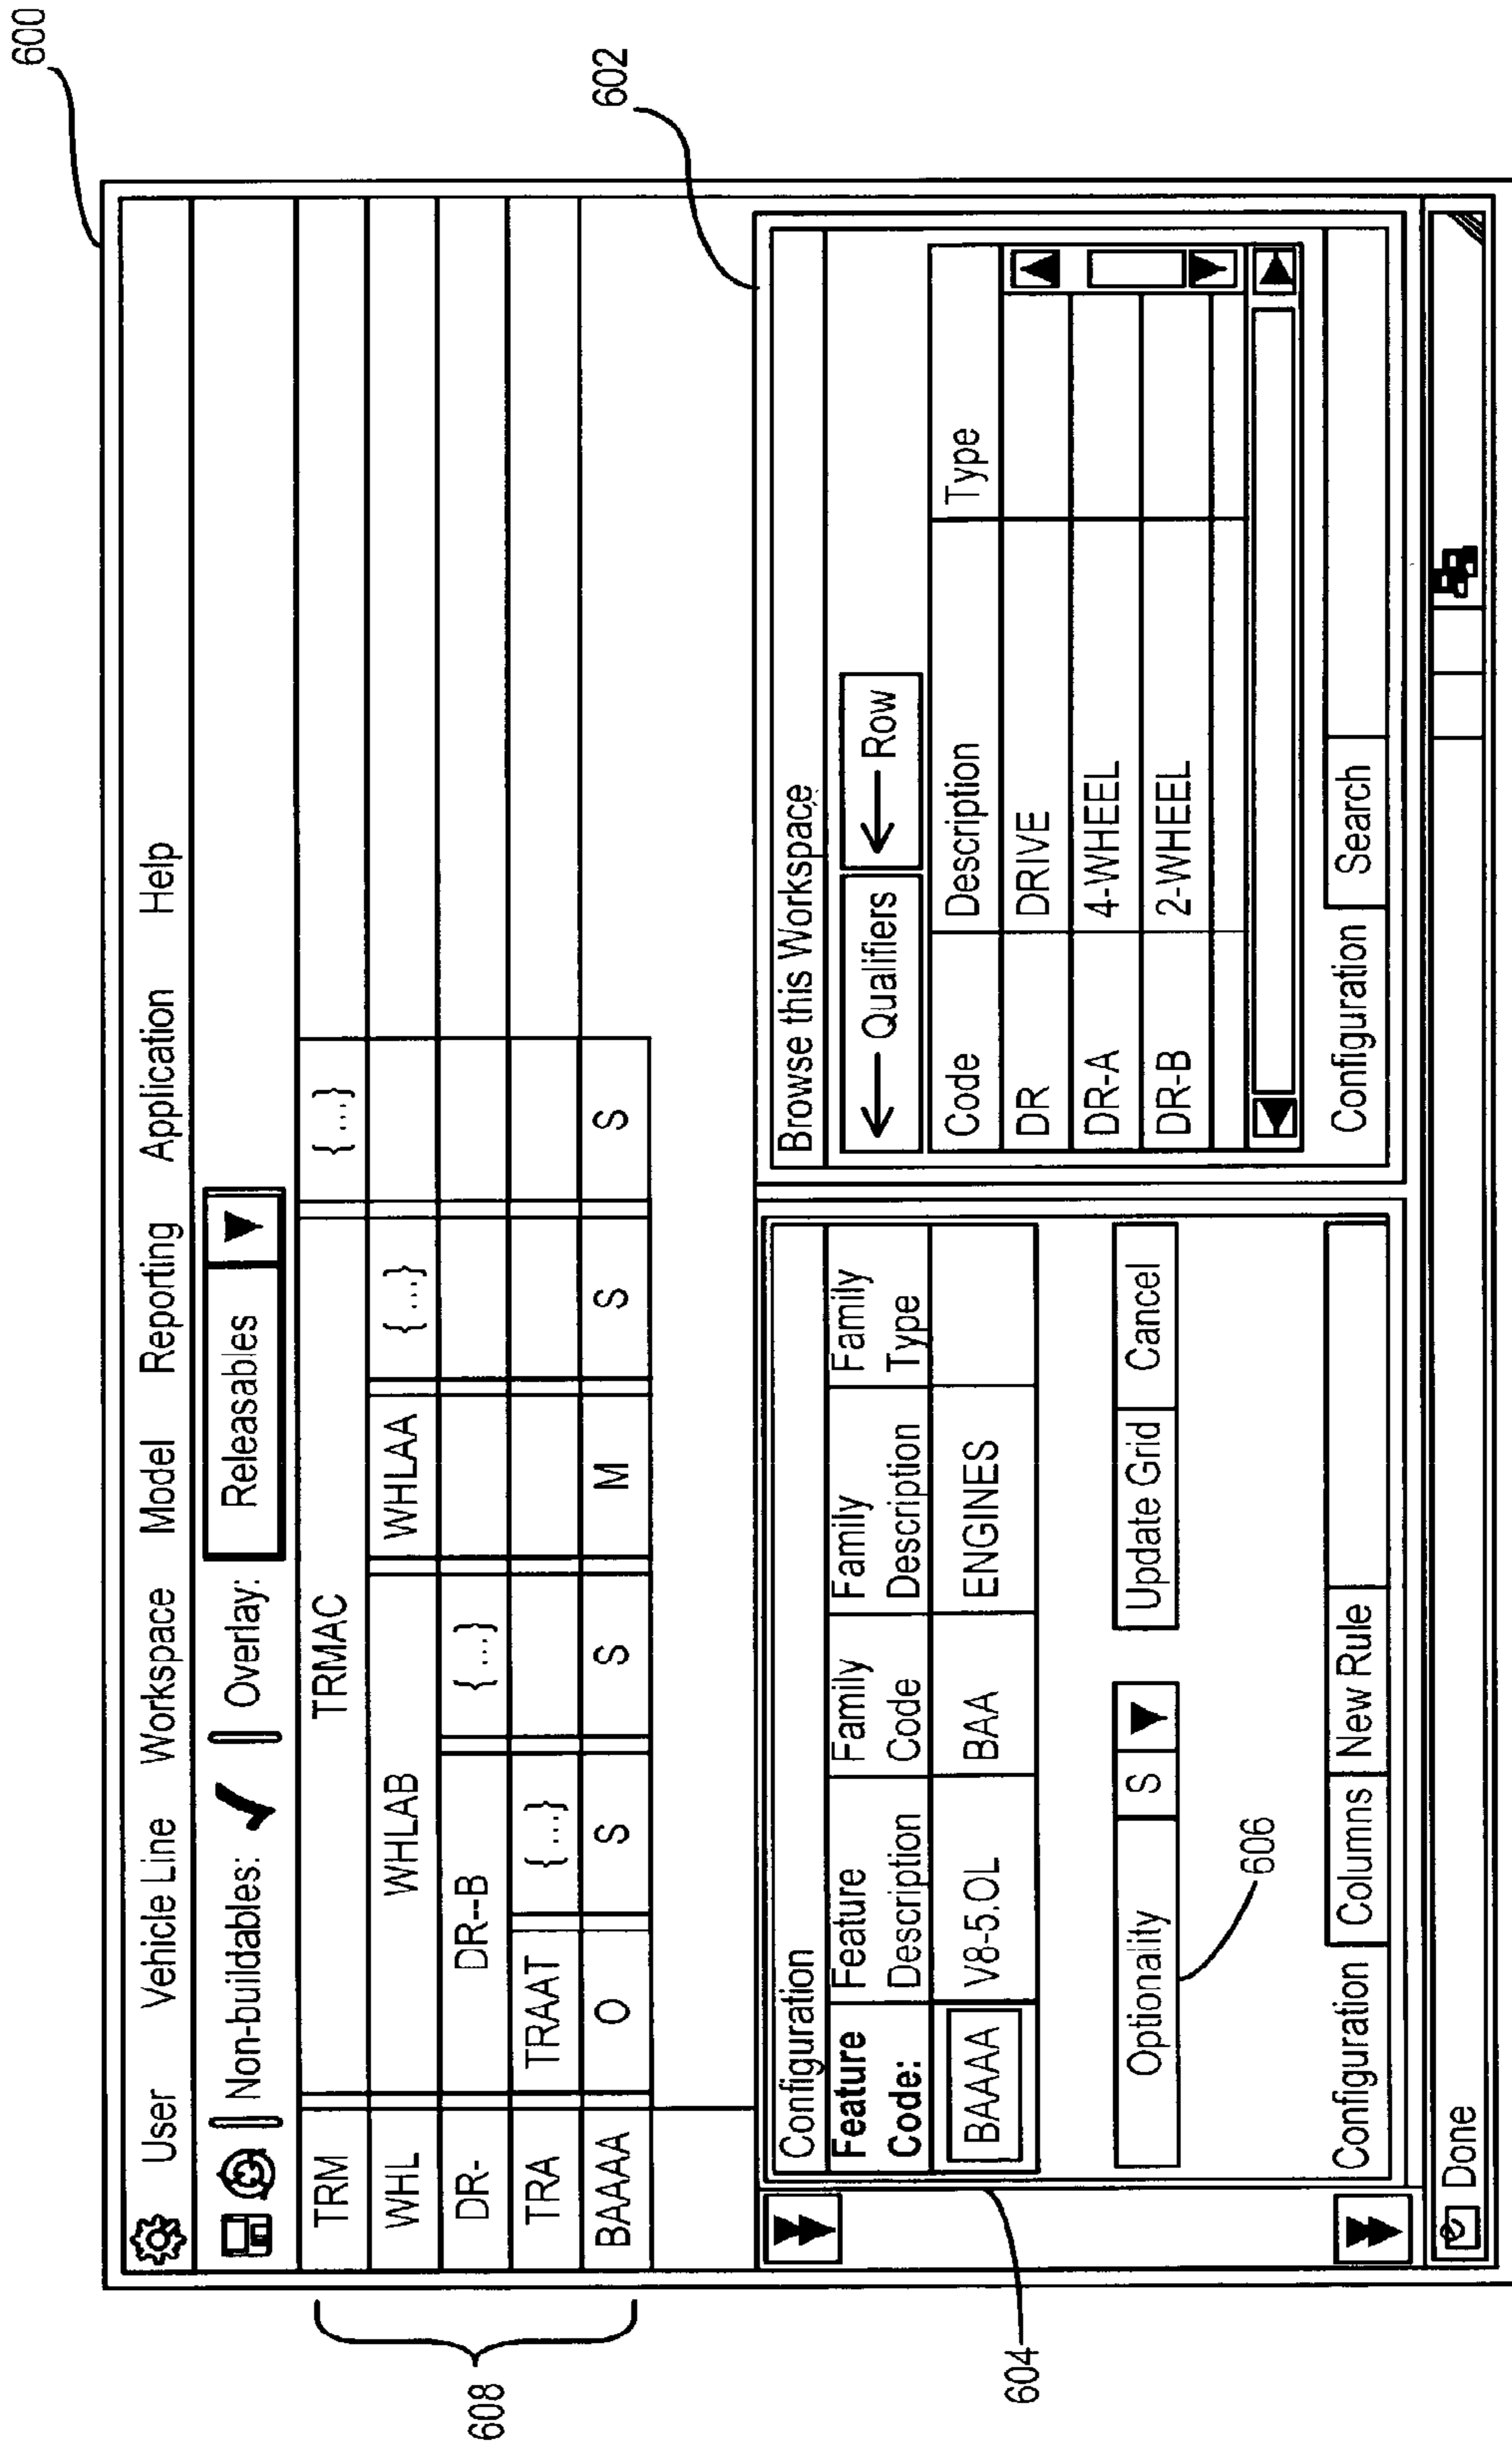 600
User Vehicle Line Workspace Model Reporting Application Help
Non-buildables: Overlay: Releasables
TRM TRMAC {...}
WHL WHLAB WHLAA {...}
DR- DR--B {...}
TRA TRAAT {...}
BAAAA O S S M S S
608
602
Configuration
Feature Code: Feature Description Family Code Family Description Family Type
BAAAA V8-5.OL BAA ENGINES
Optionality S Update Grid Cancel
606
Configuration Columns New Rule
604
Browse this Workspace
Qualifiers Row
Code Description Type
DR DRIVE
DR-A 4-WHEEL
DR-B 2-WHEEL
Configuration Search
Done